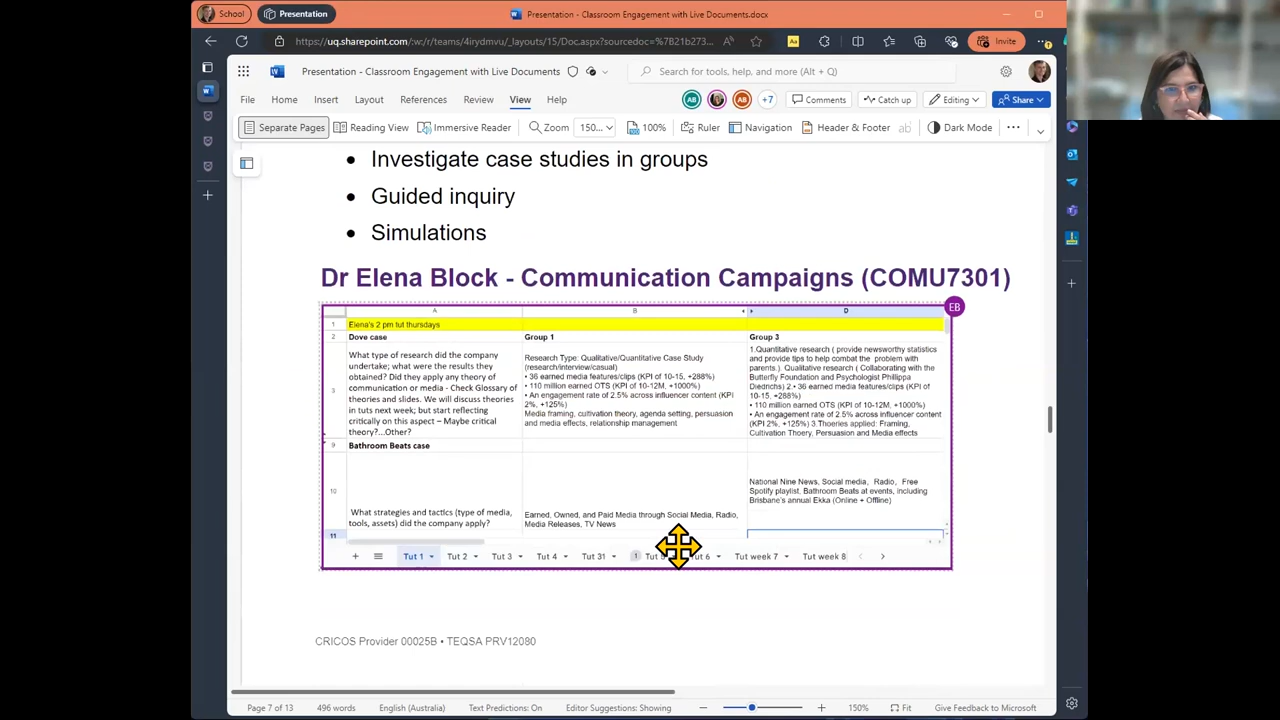 School
Presentation
Presentation - Classroom Engagement with Live Documents.docx
https://uq.sharepoint.com/:w:/r/teams/4irydmvu/_layouts/15/Doc.aspx?sourcedoc=%7B21b273...
Invite
Presentation - Classroom Engagement with Live Documents
Search for tools, help, and more (Alt + Q)
File Home Insert Layout References Review View Help
AB AB +7 Comments Catch up Editing Share
Separate Pages Reading View Immersive Reader Zoom 150... 100% Ruler Navigation Header & Footer ab Dark Mode ...
• Investigate case studies in groups
• Guided inquiry
• Simulations
Dr Elena Block - Communication Campaigns (COMU7301)
EB
A B D
1 Elena's 2 pm tut thursdays
2 Dove case Group 1 Group 3
3
What type of research did the company
undertake; what were the results they
obtained? Did they apply any theory of
communication or media - Check Glossary of
theories and slides. We will discuss theories
in tuts next week; but start reflecting
critically on this aspect – Maybe critical
theory?...Other?
Research Type: Qualitative/Quantitative Case Study
(research/interview/casual)
• 36 earned media features/clips (KPI of 10-15, +288%)
• 110 million earned OTS (KPI of 10-12M, +1000%)
• An engagement rate of 2.5% across influencer content (KPI
2%, +125%)
Media framing, cultivation theory, agenda setting, persuasion
and media effects, relationship management
1.Quantitative research ( provide newsworthy statistics
and provide tips to help combat the problem with
parents.). Qualitative research ( Collaborating with the
Butterfly Foundation and Psychologist Phillippa
Diedrichs) 2.• 36 earned media features/clips (KPI of
10-15, +288%)
• 110 million earned OTS (KPI of 10-12M, +1000%)
• An engagement rate of 2.5% across influencer content
(KPI 2%, +125%) 3.Thoeries applied: Framing,
Cultivation Thoery, Persuasion and Media effects
9 Bathroom Beats case
10
What strategies and tactics (type of media,
tools, assets) did the company apply?
Earned, Owned, and Paid Media through Social Media, Radio,
Media Releases, TV News
National Nine News, Social media, Radio, Free
Spotify playlist, Bathroom Beats at events, including
Brisbane's annual Ekka (Online + Offline)
11
+ Tut 1 Tut 2 Tut 3 Tut 4 Tut 31 1 Tut 6 Tut week 7 Tut week 8
CRICOS Provider 00025B • TEQSA PRV12080
Page 7 of 13 496 words English (Australia) Text Predictions: On Editor Suggestions: Showing 150% Fit Give Feedback to Microsoft